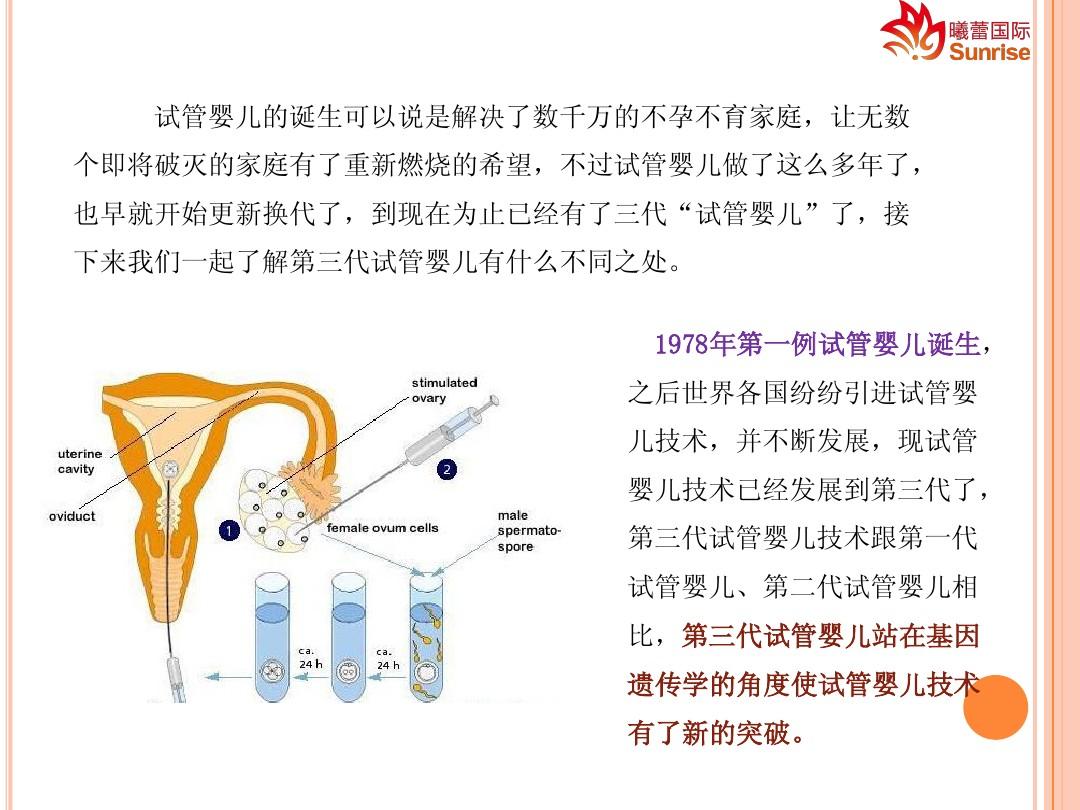 曦蕾国际
Sunrise
试管婴儿的诞生可以说是解决了数千万的不孕不育家庭，让无数
个即将破灭的家庭有了重新燃烧的希望，不过试管婴儿做了这么多年了，
也早就开始更新换代了，到现在为止已经有了三代“试管婴儿”了，接
下来我们一起了解第三代试管婴儿有什么不同之处。
1978年第一例试管婴儿诞生，
之后世界各国纷纷引进试管婴
儿技术，并不断发展，现试管
婴儿技术已经发展到第三代了，
第三代试管婴儿技术跟第一代
试管婴儿、第二代试管婴儿相
比，第三代试管婴儿站在基因
遗传学的角度使试管婴儿技术
有了新的突破。
stimulated
ovary
uterine
cavity
2
oviduct
1
female ovum cells
male
spermato-
spore
ca.
24 h
ca.
24 h